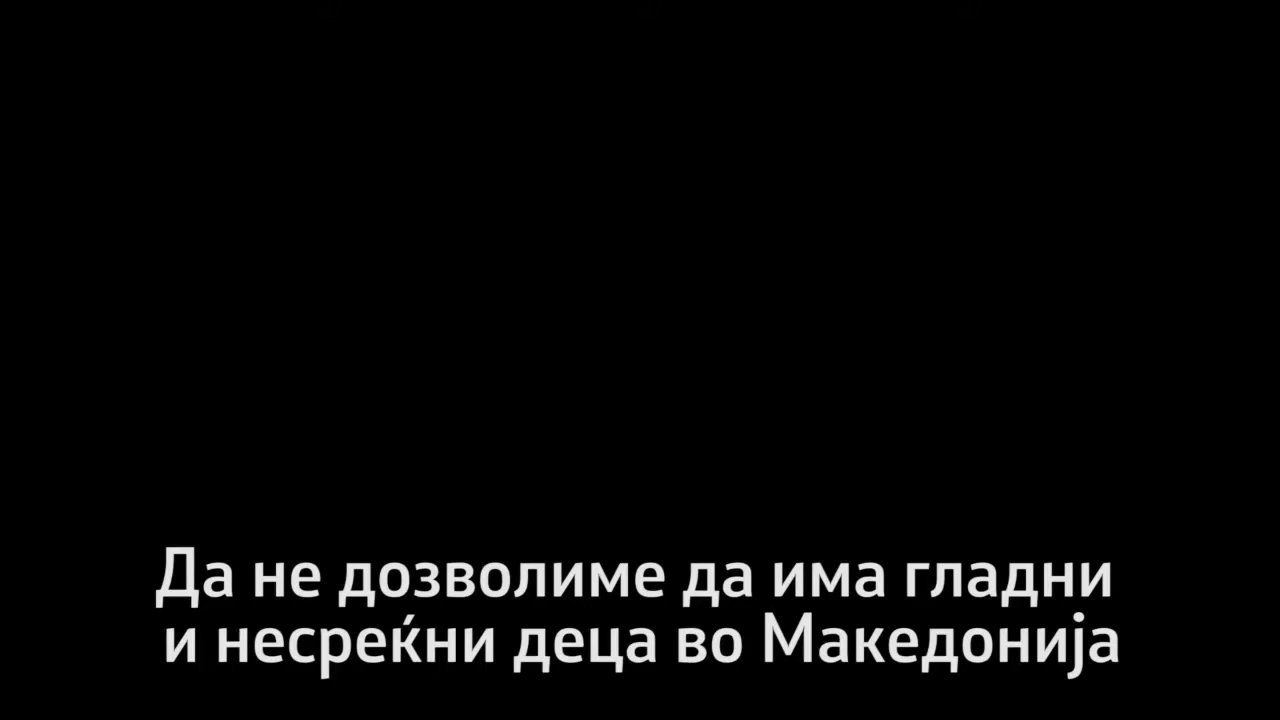 Да не дозволиме да има гладни
и несреќни деца во Македонија